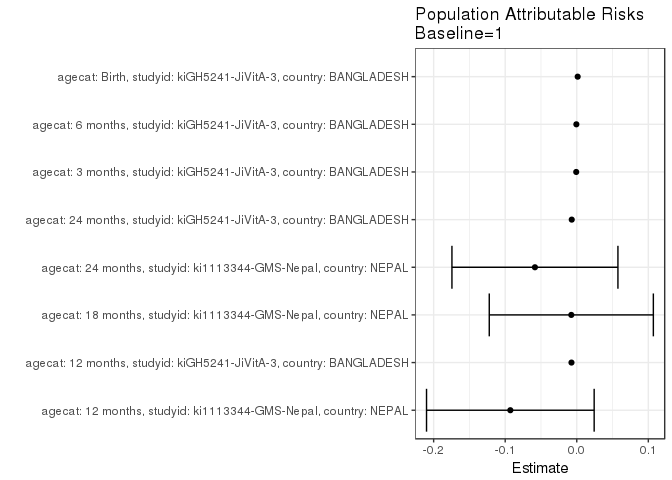 Population Attributable Risks
Baseline=1
agecat: Birth, studyid: kiGH5241-JiVitA-3, country: BANGLADESH
agecat: 6 months, studyid: kiGH5241-JiVitA-3, country: BANGLADESH
agecat: 3 months, studyid: kiGH5241-JiVitA-3, country: BANGLADESH
agecat: 24 months, studyid: kiGH5241-JiVitA-3, country: BANGLADESH
agecat: 24 months, studyid: ki1113344-GMS-Nepal, country: NEPAL
agecat: 18 months, studyid: ki1113344-GMS-Nepal, country: NEPAL
agecat: 12 months, studyid: kiGH5241-JiVitA-3, country: BANGLADESH
agecat: 12 months, studyid: ki1113344-GMS-Nepal, country: NEPAL
-0.2 -0.1 0.0 0.1
Estimate